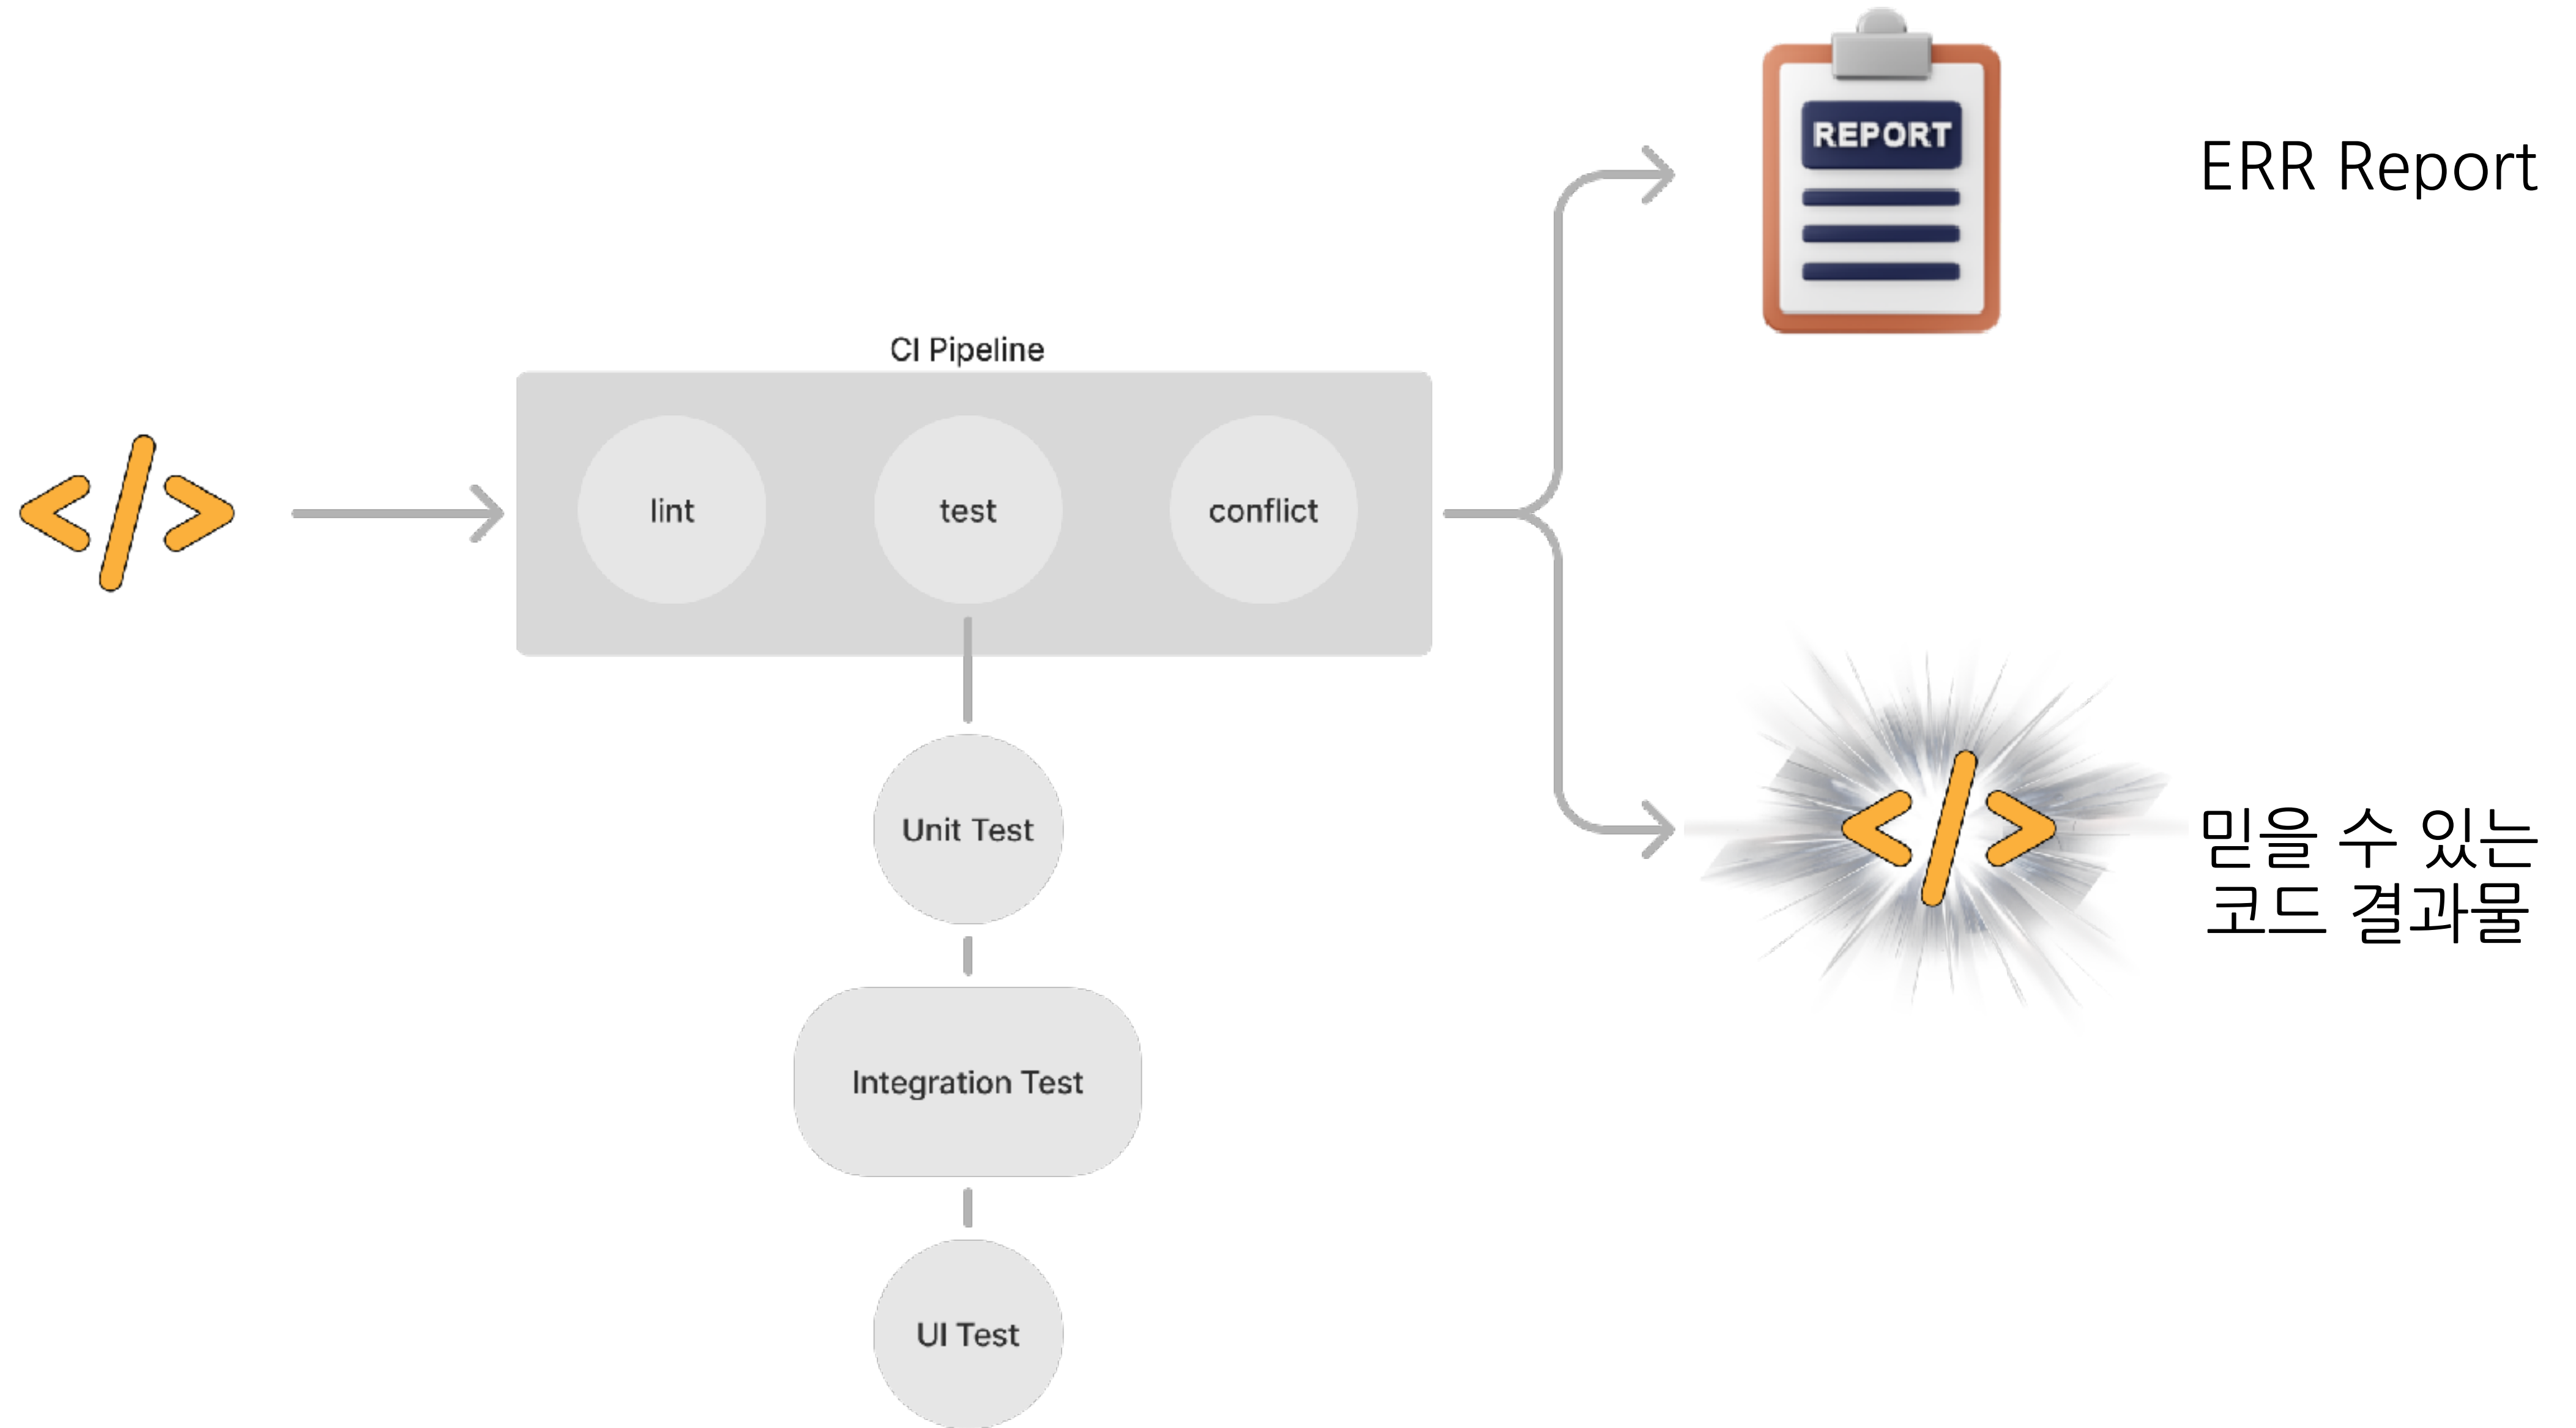 REPORT
ERR Report
CI Pipeline
lint
test
conflict
Unit Test
믿을 수 있는
코드 결과물
Integration Test
UI Test